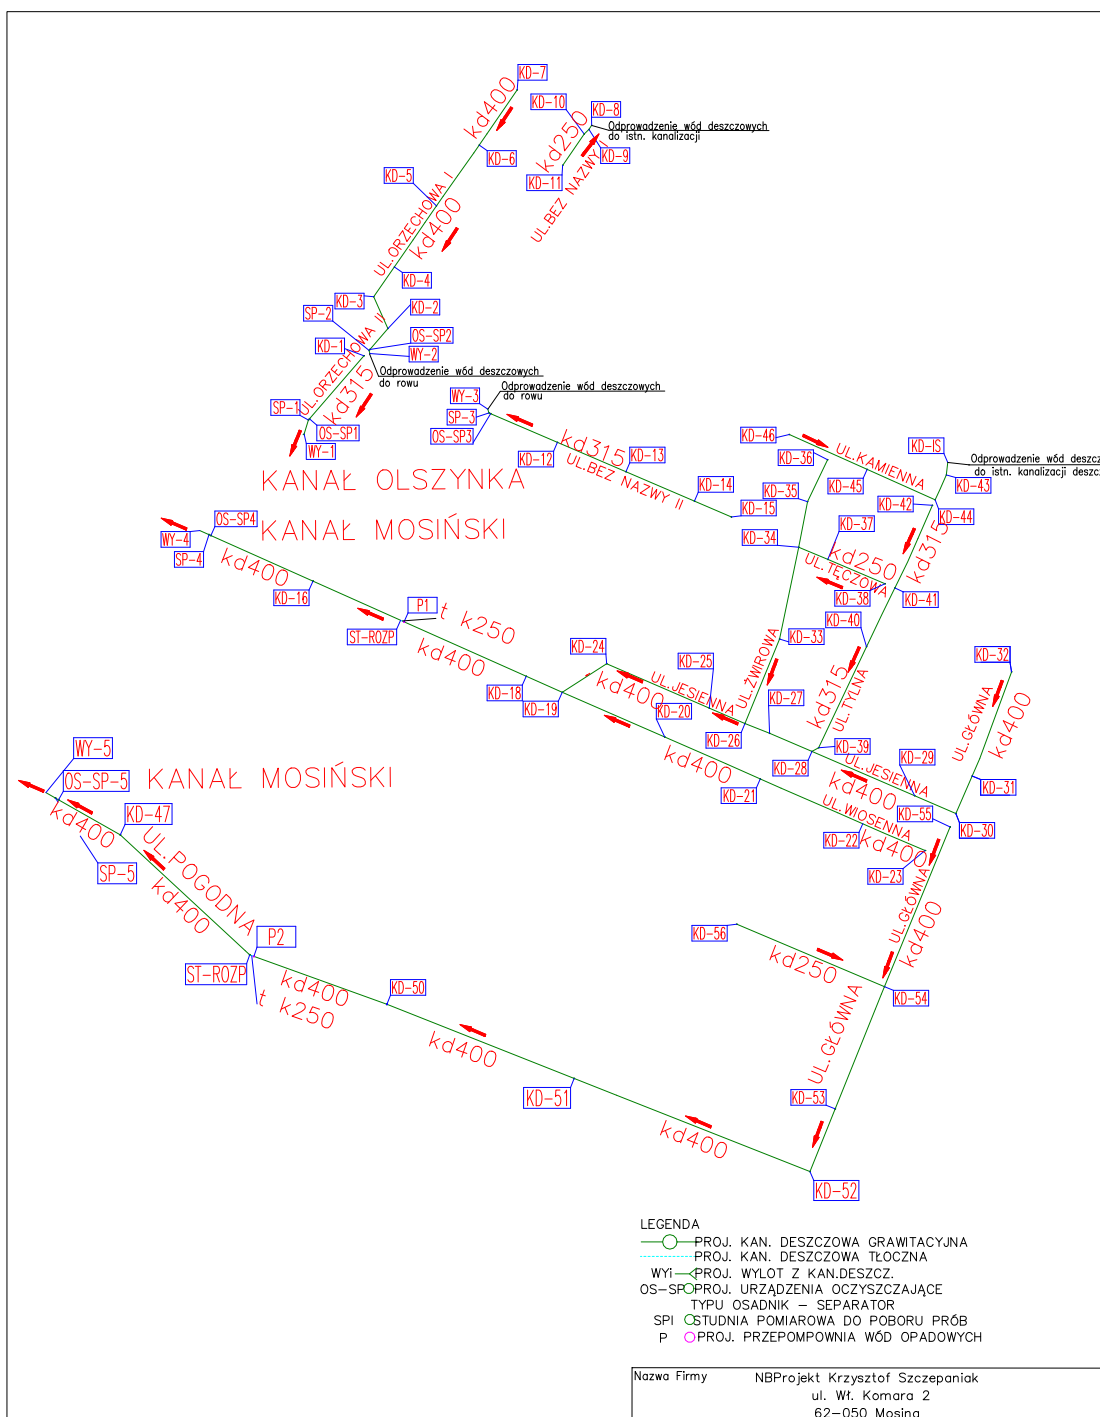 KD-7
kd400
KD-10
KD-8
Odprowadzenie wód deszczowych
do istn. kanalizacji
kd250
KD-6
KD-9
KD-5
KD-11
UL.ORZECHOWA I
UL.BEZ NAZWY I
kd400
KD-4
KD-3
KD-2
SP-2
OS-SP2
KD-1
WY-2
UL.ORZECHOWA II
Odprowadzenie wód deszczowych
do rowu
kd315
WY-3
Odprowadzenie wód deszczowych
do rowu
SP-1
SP-3
OS-SP1
OS-SP3
WY-1
KD-12
kd315
KD-13
UL.BEZ NAZWY II
KD-14
KD-15
KD-46
KD-36
UL.KAMIENNA
KD-IS
Odprowadzenie wód deszcz
do istn. kanalizacji deszcz
KD-45
KD-43
KD-35
KD-42
KD-44
KANAŁ OLSZYNKA
KANAŁ MOSIŃSKI
OS-SP4
WY-4
SP-4
kd400
KD-16
KD-34
KD-37
kd250
UL.TĘCZOWA
kd315
KD-38
KD-41
P1
t k250
ST-ROZP
kd400
KD-40
KD-33
KD-24
KD-25
UL.ŻWIROWA
KD-32
KD-18
KD-19
kd400
UL.JESIENNA
KD-20
KD-26
KD-27
kd315
UL.TYLNA
UL.GŁÓWNA
kd400
KD-39
KD-28
KD-29
UL.JESIENNA
kd400
KD-31
kd400
KD-21
UL.WIOSENNA
KD-55
KD-30
KD-22
kd400
KD-23
WY-5
OS-SP-5
KANAŁ MOSIŃSKI
kd400
KD-47
SP-5
UL.POGODNA
kd400
P2
ST-ROZP
kd400
t k250
KD-50
kd400
KD-56
kd250
UL.GŁÓWNA
kd400
KD-54
UL.GŁÓWNA
KD-51
KD-53
kd400
KD-52
LEGENDA
PROJ. KAN. DESZCZOWA GRAWITACYJNA
PROJ. KAN. DESZCZOWA TŁOCZNA
WYi PROJ. WYLOT Z KAN.DESZCZ.
OS-SP PROJ. URZĄDZENIA OCZYSZCZAJĄCE
TYPU OSADNIK – SEPARATOR
SPI STUDNIA POMIAROWA DO POBORU PRÓB
P PROJ. PRZEPOMPOWNIA WÓD OPADOWYCH
Nazwa Firmy NBProjekt Krzysztof Szczepaniak
ul. Wł. Komara 2
62-050 Mosina